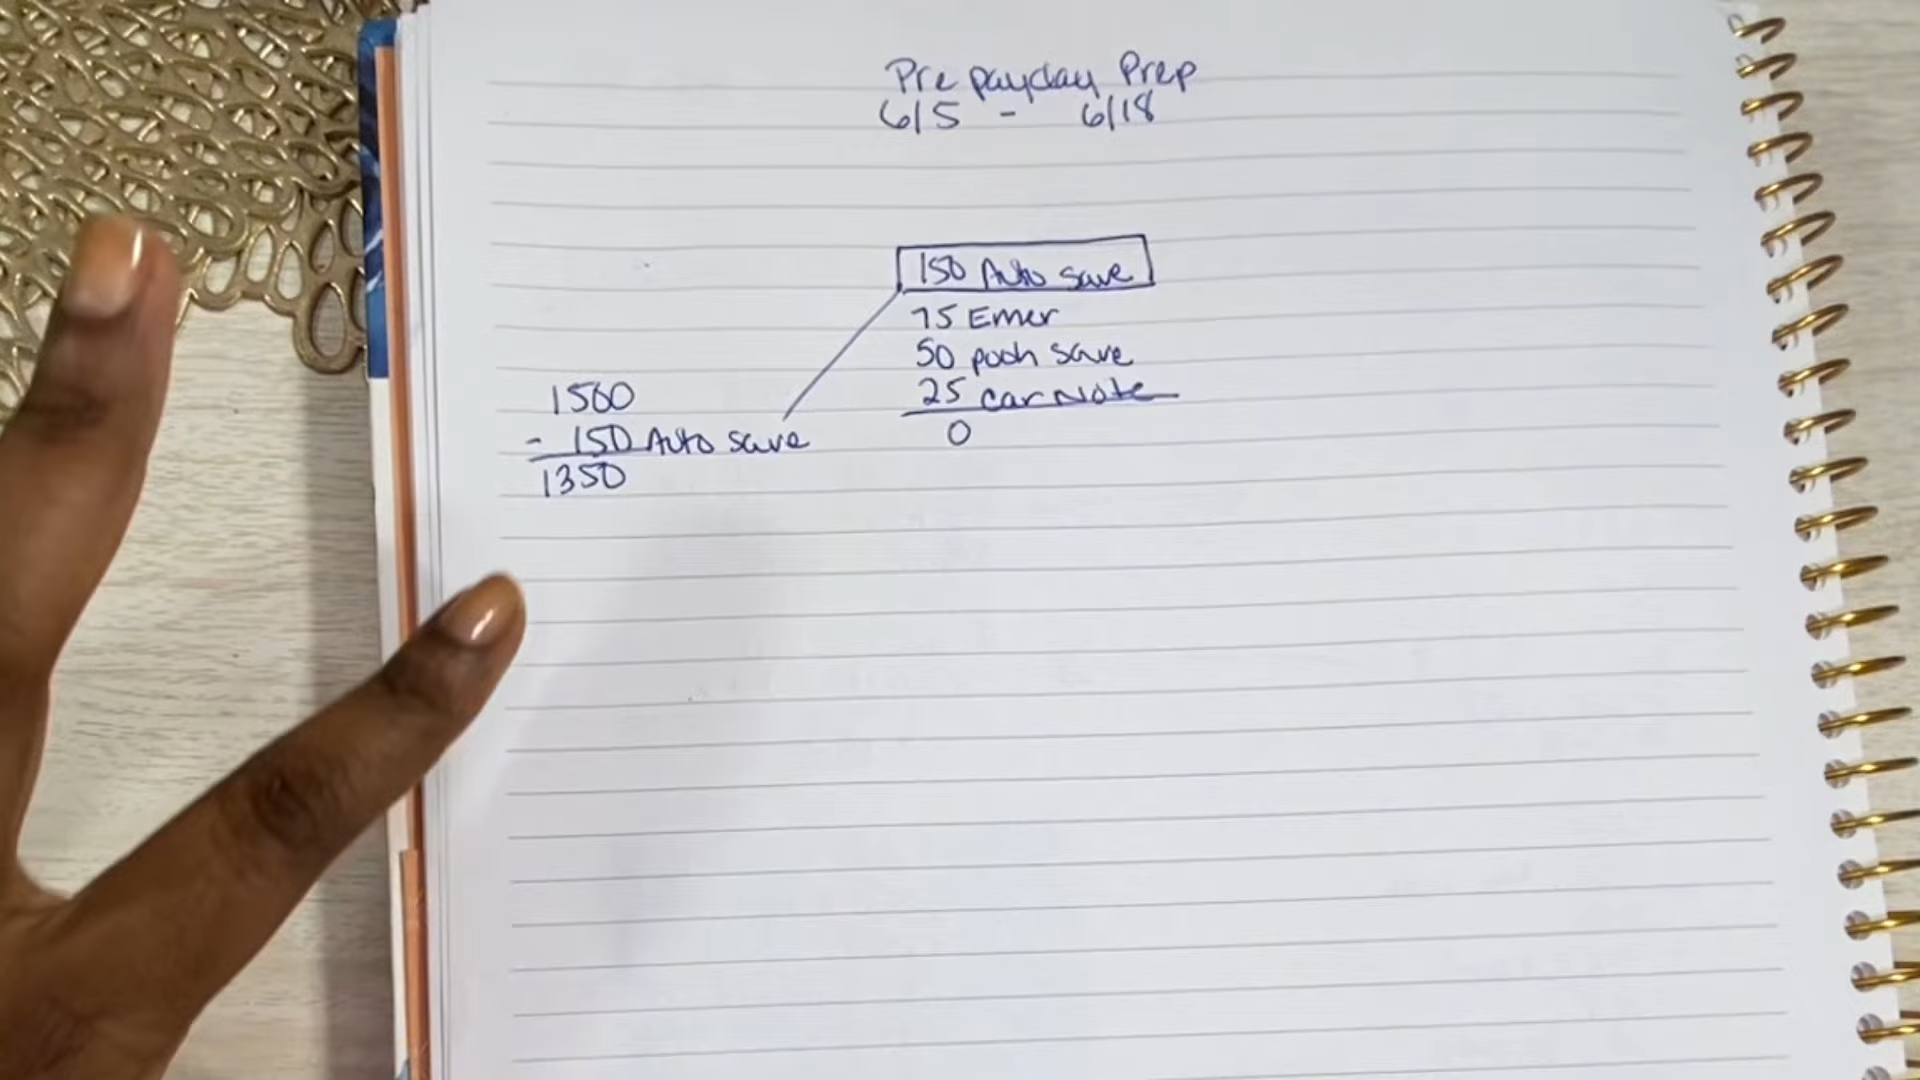 Pre payday Prep
6/5 - 6/18
150 Auto save
75 Emer
50 pooh save
25 car Note
0
1500
- 150 Auto save
1350